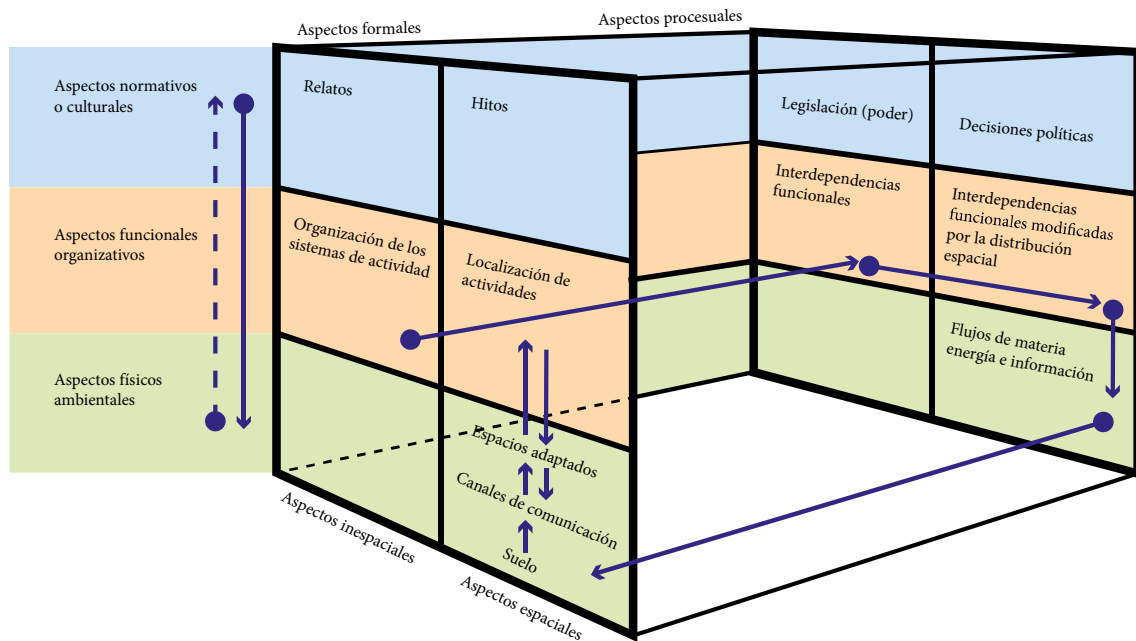 Aspectos formales
Aspectos procesuales
Aspectos normativos
o culturales
Relatos
Hitos
Legislación (poder)
Decisiones políticas
Aspectos funcionales
organizativos
Organización de los
sistemas de actividad
Localización de
actividades
Interdependencias
funcionales
Interdependencias
funcionales modificadas
por la distribución
espacial
Aspectos físicos
ambientales
Espacios adaptados
Canales de comunicación
Suelo
Flujos de materia
energía e información
Aspectos inespaciales
Aspectos espaciales